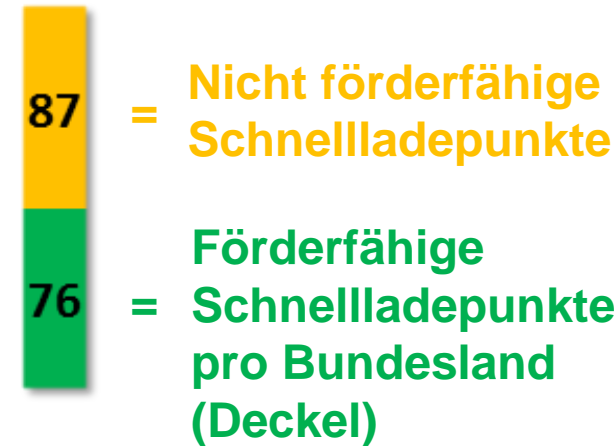 87 = Nicht förderfähige
Schnellladepunkte
Förderfähige
76 = Schnellladepunkte
pro Bundesland
(Deckel)